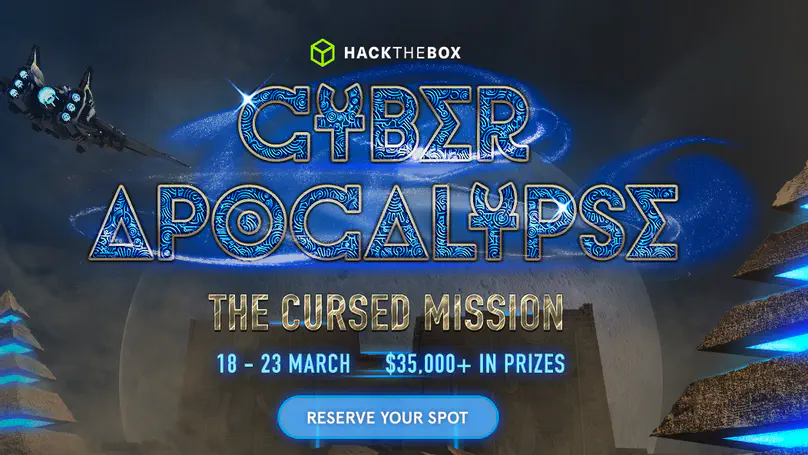 HACKTHEBOX
CYBER
APOCALYPSE
THE CURSED MISSION
18 – 23 MARCH $35,000+ IN PRIZES
RESERVE YOUR SPOT